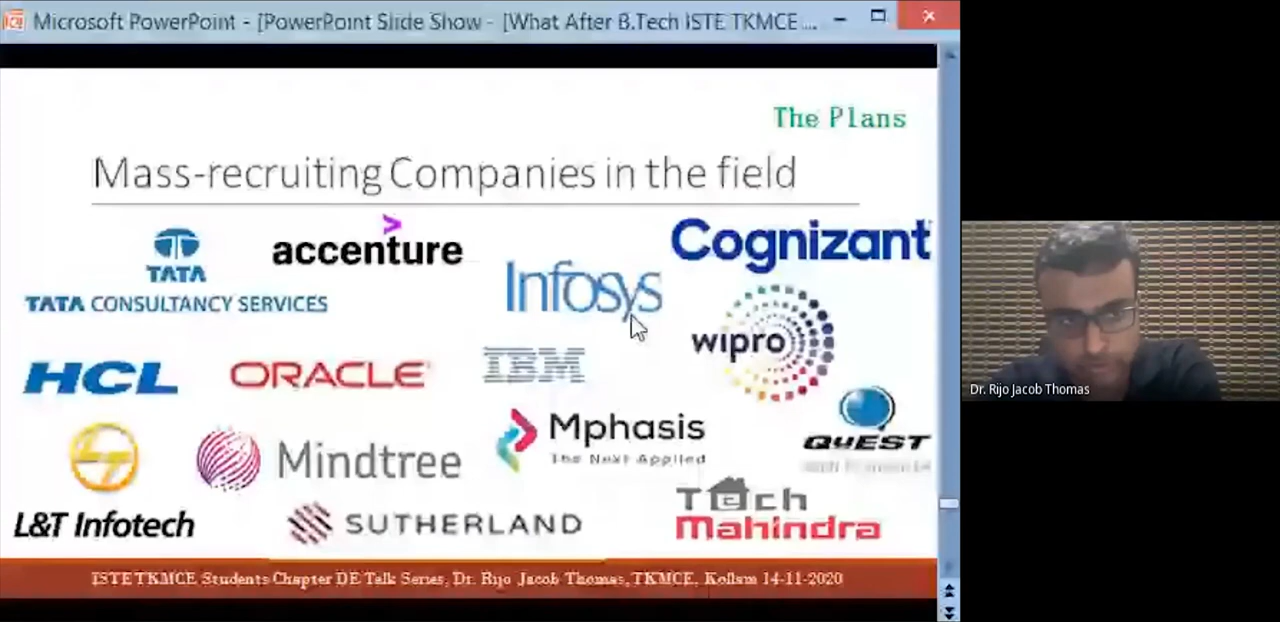 Microsoft PowerPoint - [PowerPoint Slide Show - [What After B.Tech ISTE TKMCE ...
The Plans
Mass-recruiting Companies in the field
TATA
TATA CONSULTANCY SERVICES
>
accenture
Infosys
Cognizant
wipro
HCL
ORACLE
IBM
Mphasis
The Next Applied
QuEST
Mindtree
L&T Infotech
SUTHERLAND
Tech
Mahindra
ISTE TKMCE Students Chapter DE Talk Series, Dr. Rijo Jacob Thomas, TKMCE, Kollam 14-11-2020
Dr. Rijo Jacob Thomas